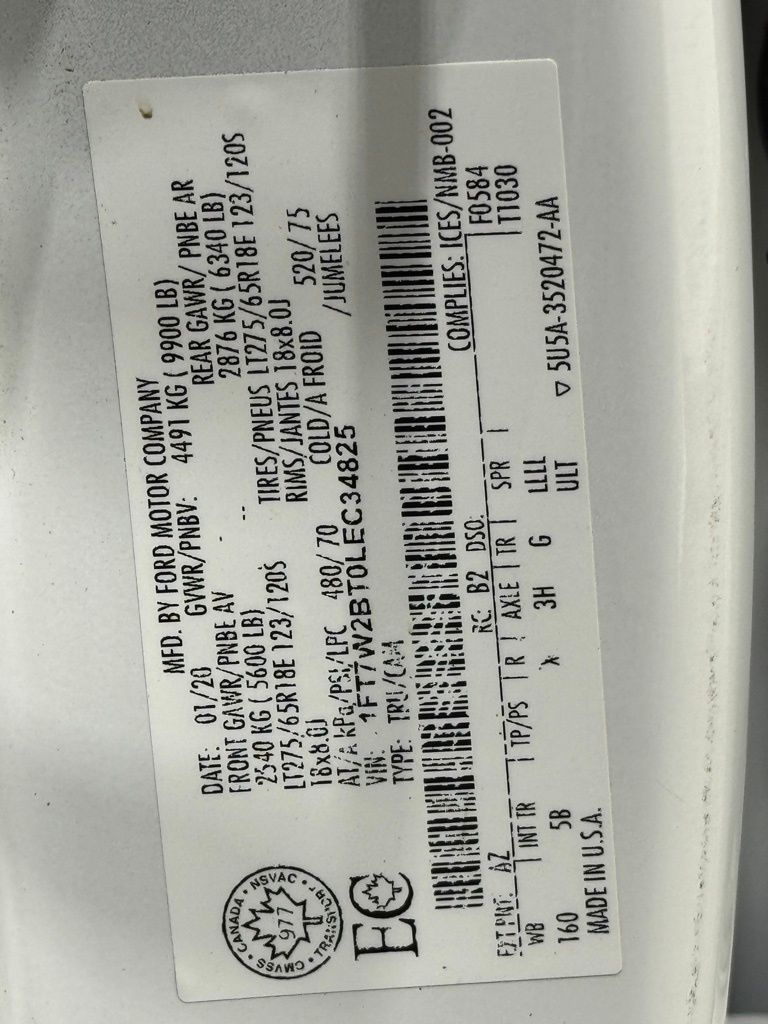 MFD. BY FORD MOTOR COMPANY
DATE: 01/20 GVWR/PNBV: 4491 KG ( 9900 LB)
FRONT GAWR/PNBE AV REAR GAWR/ PNBE AR
2540 KG ( 5600 LB) 2876 KG ( 6340 LB)
LT275/65R18E 123/120S TIRES/PNEUS LT275/65R18E 123/120S
18x8.0J RIMS/JANTES 18x8.0J
AT/A kPa/PSI/LPC 480/ 70 COLD/A FROID 520/ 75
VIN: 1FT7W2BT0LEC34825 /JUMELEES
TYPE: TRU/CAM
CANADA • NSVAC • TRANSPORT • CMVSS •
977
EC
COMPLIES: ICES/NMB-002
EXT PNT: AZ RC: B2 DSO: F0584
WB INT TR TP/PS R AXLE TR SPR T1030
160 5B 3H G LLLL
ULT
MADE IN U.S.A. ▽ 5U5A-3520472-AA